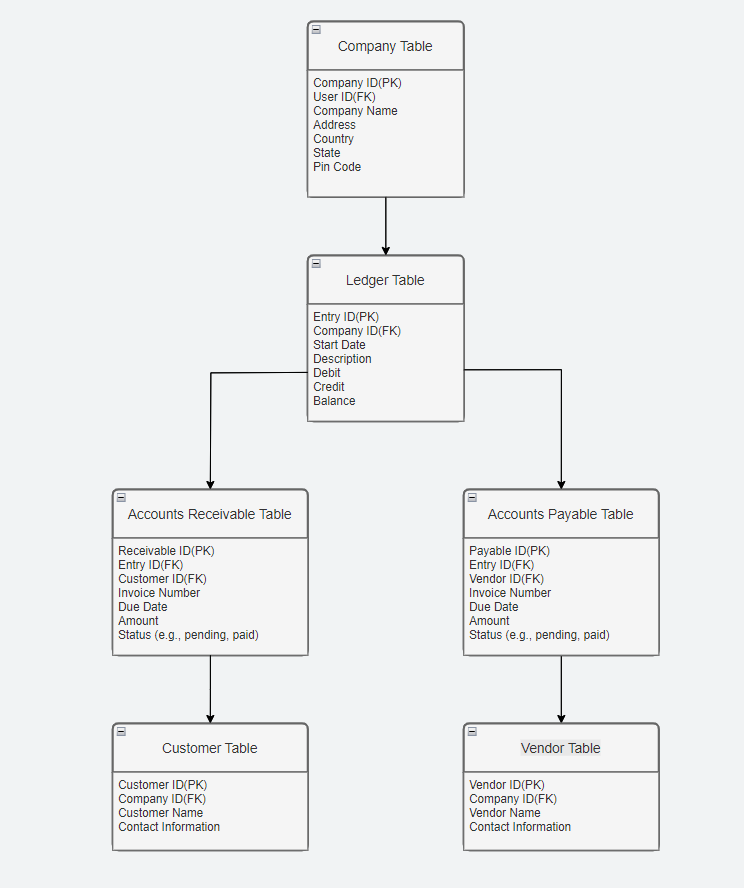 Company Table
Company ID(PK)
User ID(FK)
Company Name
Address
Country
State
Pin Code
Ledger Table
Entry ID(PK)
Company ID(FK)
Start Date
Description
Debit
Credit
Balance
Accounts Receivable Table
Receivable ID(PK)
Entry ID(FK)
Customer ID(FK)
Invoice Number
Due Date
Amount
Status (e.g., pending, paid)
Accounts Payable Table
Payable ID(PK)
Entry ID(FK)
Vendor ID(FK)
Invoice Number
Due Date
Amount
Status (e.g., pending, paid)
Customer Table
Customer ID(PK)
Company ID(FK)
Customer Name
Contact Information
Vendor Table
Vendor ID(PK)
Company ID(FK)
Vendor Name
Contact Information